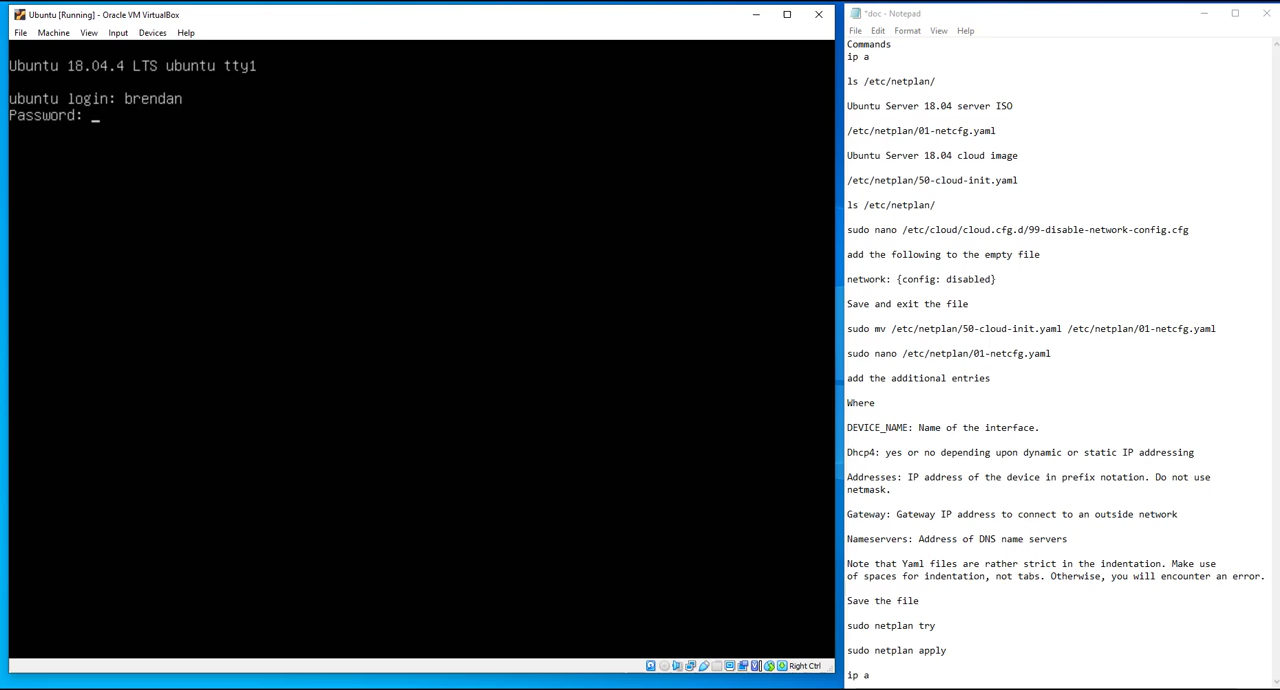 Ubuntu [Running] - Oracle VM VirtualBox
File Machine View Input Devices Help
Ubuntu 18.04.4 LTS ubuntu tty1
ubuntu login: brendan
Password: _
Right Ctrl
*doc - Notepad
File Edit Format View Help
Commands
ip a
ls /etc/netplan/
Ubuntu Server 18.04 server ISO
/etc/netplan/01-netcfg.yaml
Ubuntu Server 18.04 cloud image
/etc/netplan/50-cloud-init.yaml
ls /etc/netplan/
sudo nano /etc/cloud/cloud.cfg.d/99-disable-network-config.cfg
add the following to the empty file
network: {config: disabled}
Save and exit the file
sudo mv /etc/netplan/50-cloud-init.yaml /etc/netplan/01-netcfg.yaml
sudo nano /etc/netplan/01-netcfg.yaml
add the additional entries
Where
DEVICE_NAME: Name of the interface.
Dhcp4: yes or no depending upon dynamic or static IP addressing
Addresses: IP address of the device in prefix notation. Do not use
netmask.
Gateway: Gateway IP address to connect to an outside network
Nameservers: Address of DNS name servers
Note that Yaml files are rather strict in the indentation. Make use
of spaces for indentation, not tabs. Otherwise, you will encounter an error.
Save the file
sudo netplan try
sudo netplan apply
ip a